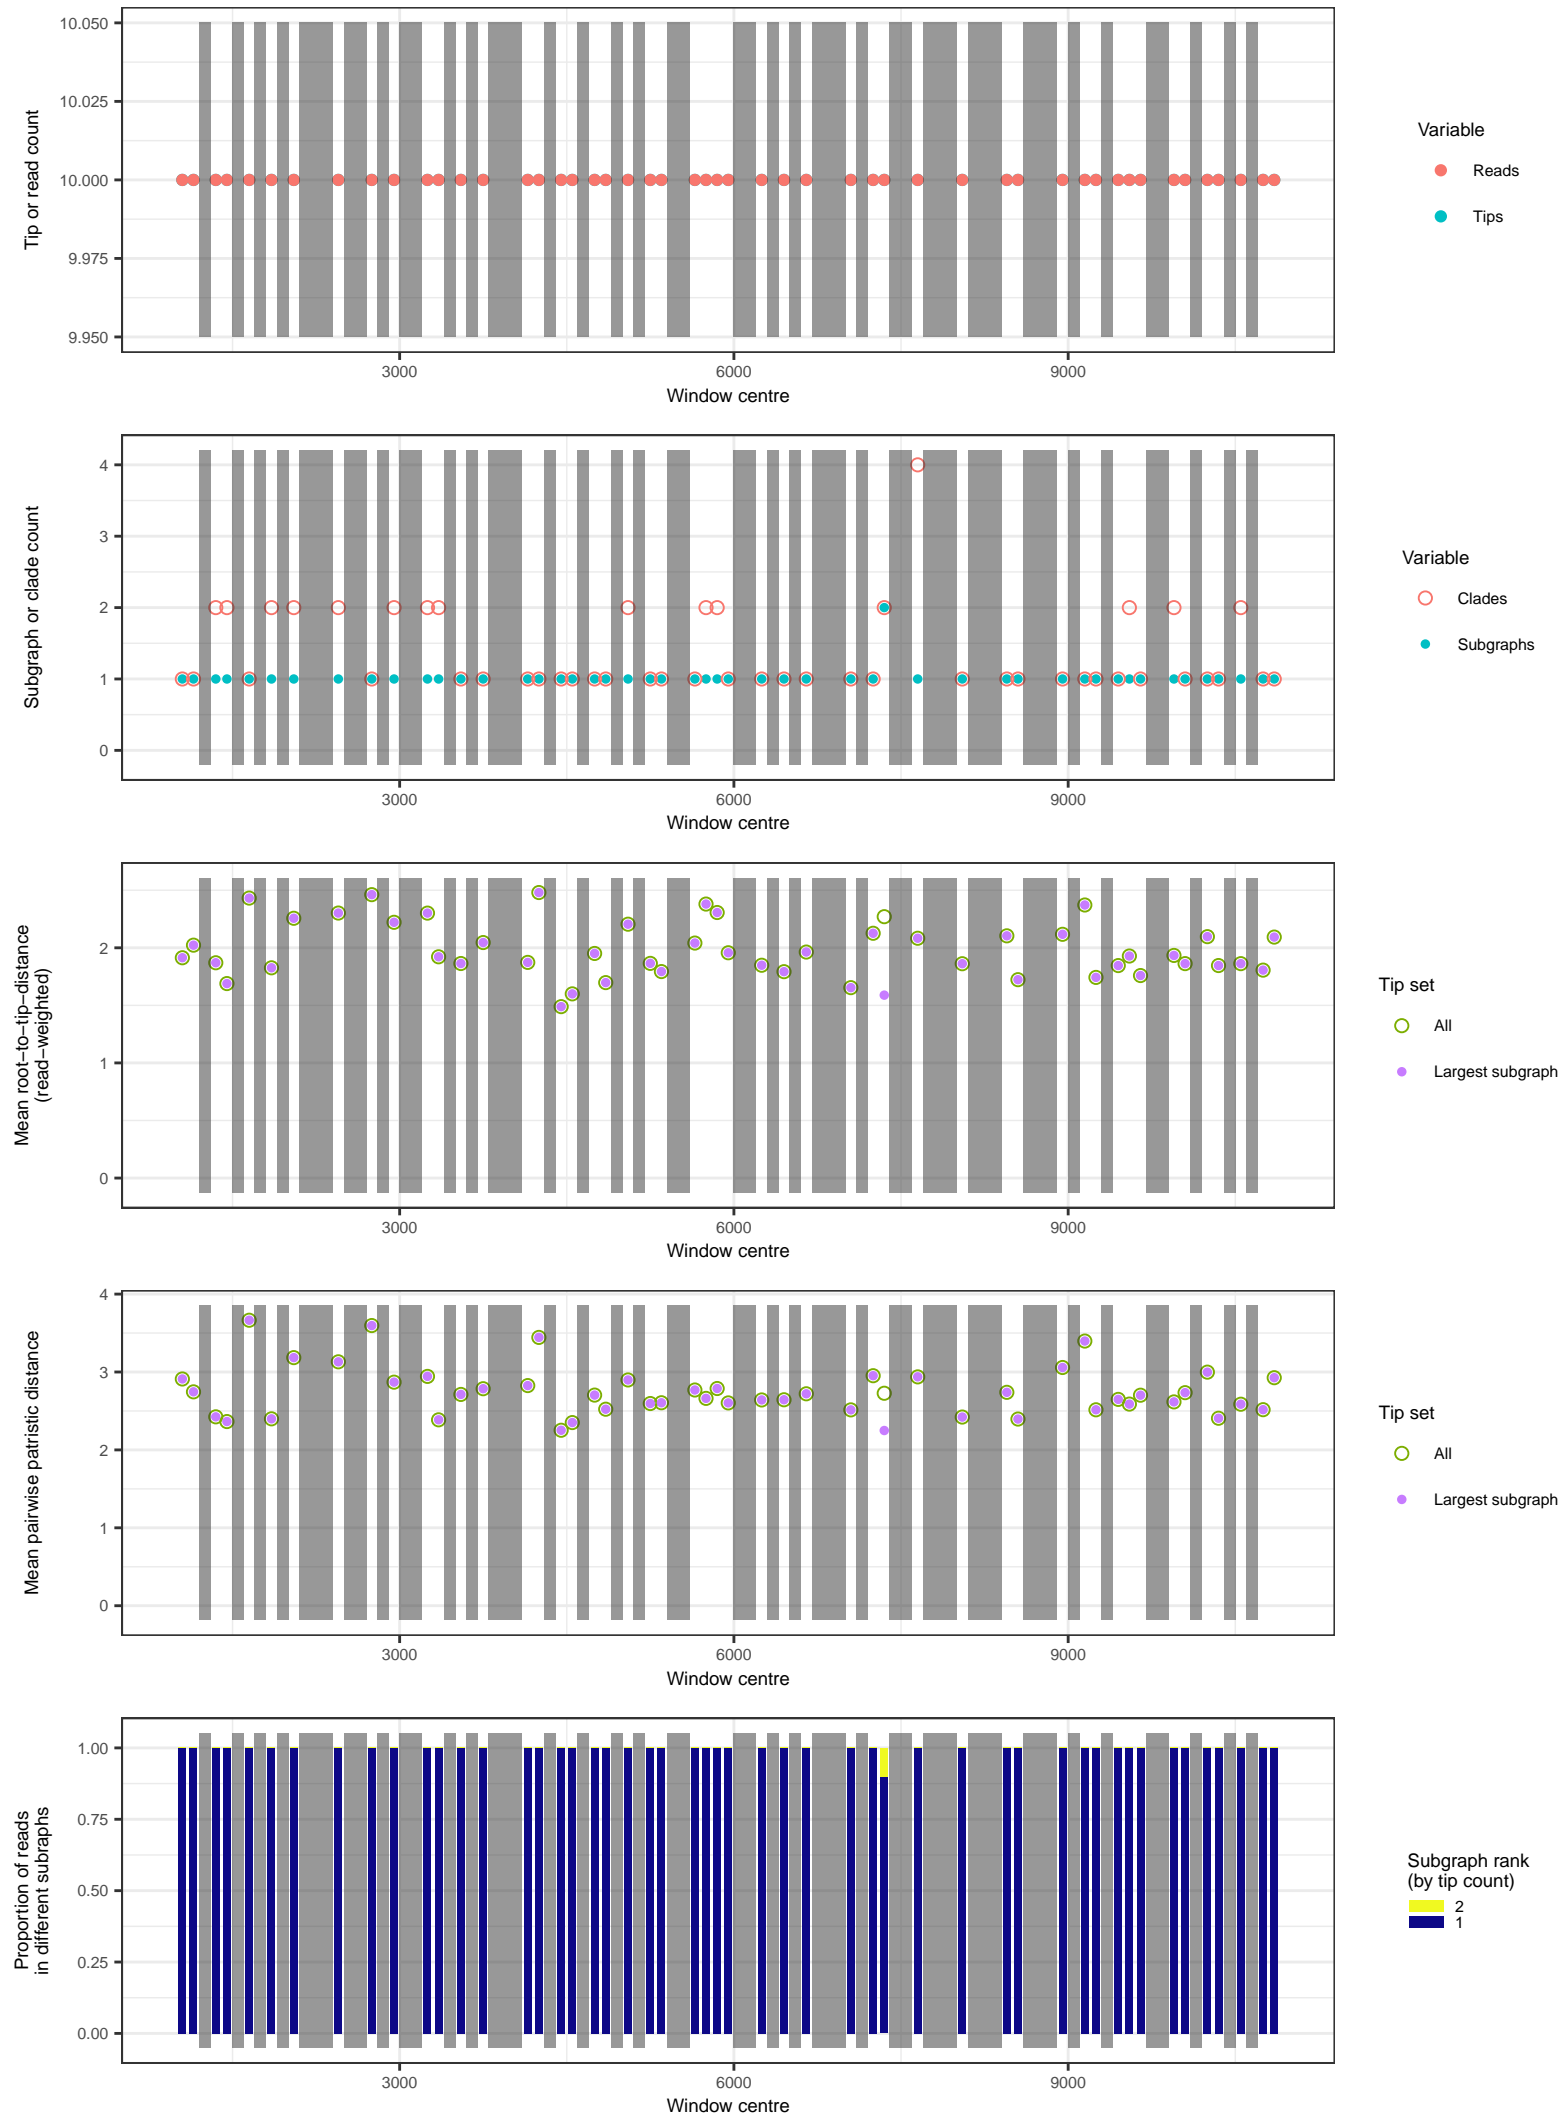 10.050
10.025
10.000
9.975
9.950
Tip or read count
3000
6000
9000
Window centre
Variable
Reads
Tips
4
3
2
1
0
Subgraph or clade count
3000
6000
9000
Window centre
Variable
Clades
Subgraphs
2
1
0
Mean root−to−tip−distance
(read−weighted)
3000
6000
9000
Window centre
Tip set
All
Largest subgraph
4
3
2
1
0
Mean pairwise patristic distance
3000
6000
9000
Window centre
Tip set
All
Largest subgraph
1.00
0.75
0.50
0.25
0.00
Proportion of reads
in different subraphs
3000
6000
9000
Window centre
Subgraph rank
(by tip count)
2
1